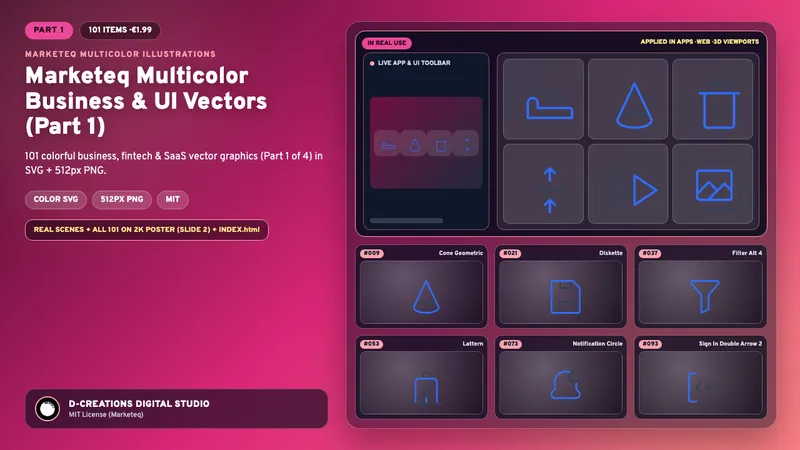 PART 1
101 ITEMS -€1.99
MARKETEQ MULTICOLOR ILLUSTRATIONS
Marketeq Multicolor
Business & UI Vectors
(Part 1)
101 colorful business, fintech & SaaS vector graphics (Part 1 of 4) in
SVG + 512px PNG.
COLOR SVG
512PX PNG
MIT
REAL SCENES + ALL 101 ON 2K POSTER (SLIDE 2) + INDEX.html
D-CREATIONS DIGITAL STUDIO
MIT License (Marketeq)
IN REAL USE
APPLIED IN APPS ·WEB ·3D VIEWPORTS
LIVE APP & UI TOOLBAR
#009
Cone Geometric
#021
Diskette
#037
Filter Alt 4
#053
Lattern
#073
Notification Circle
#093
Sign In Double Arrow 2